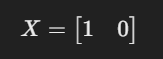 X = [1 0]